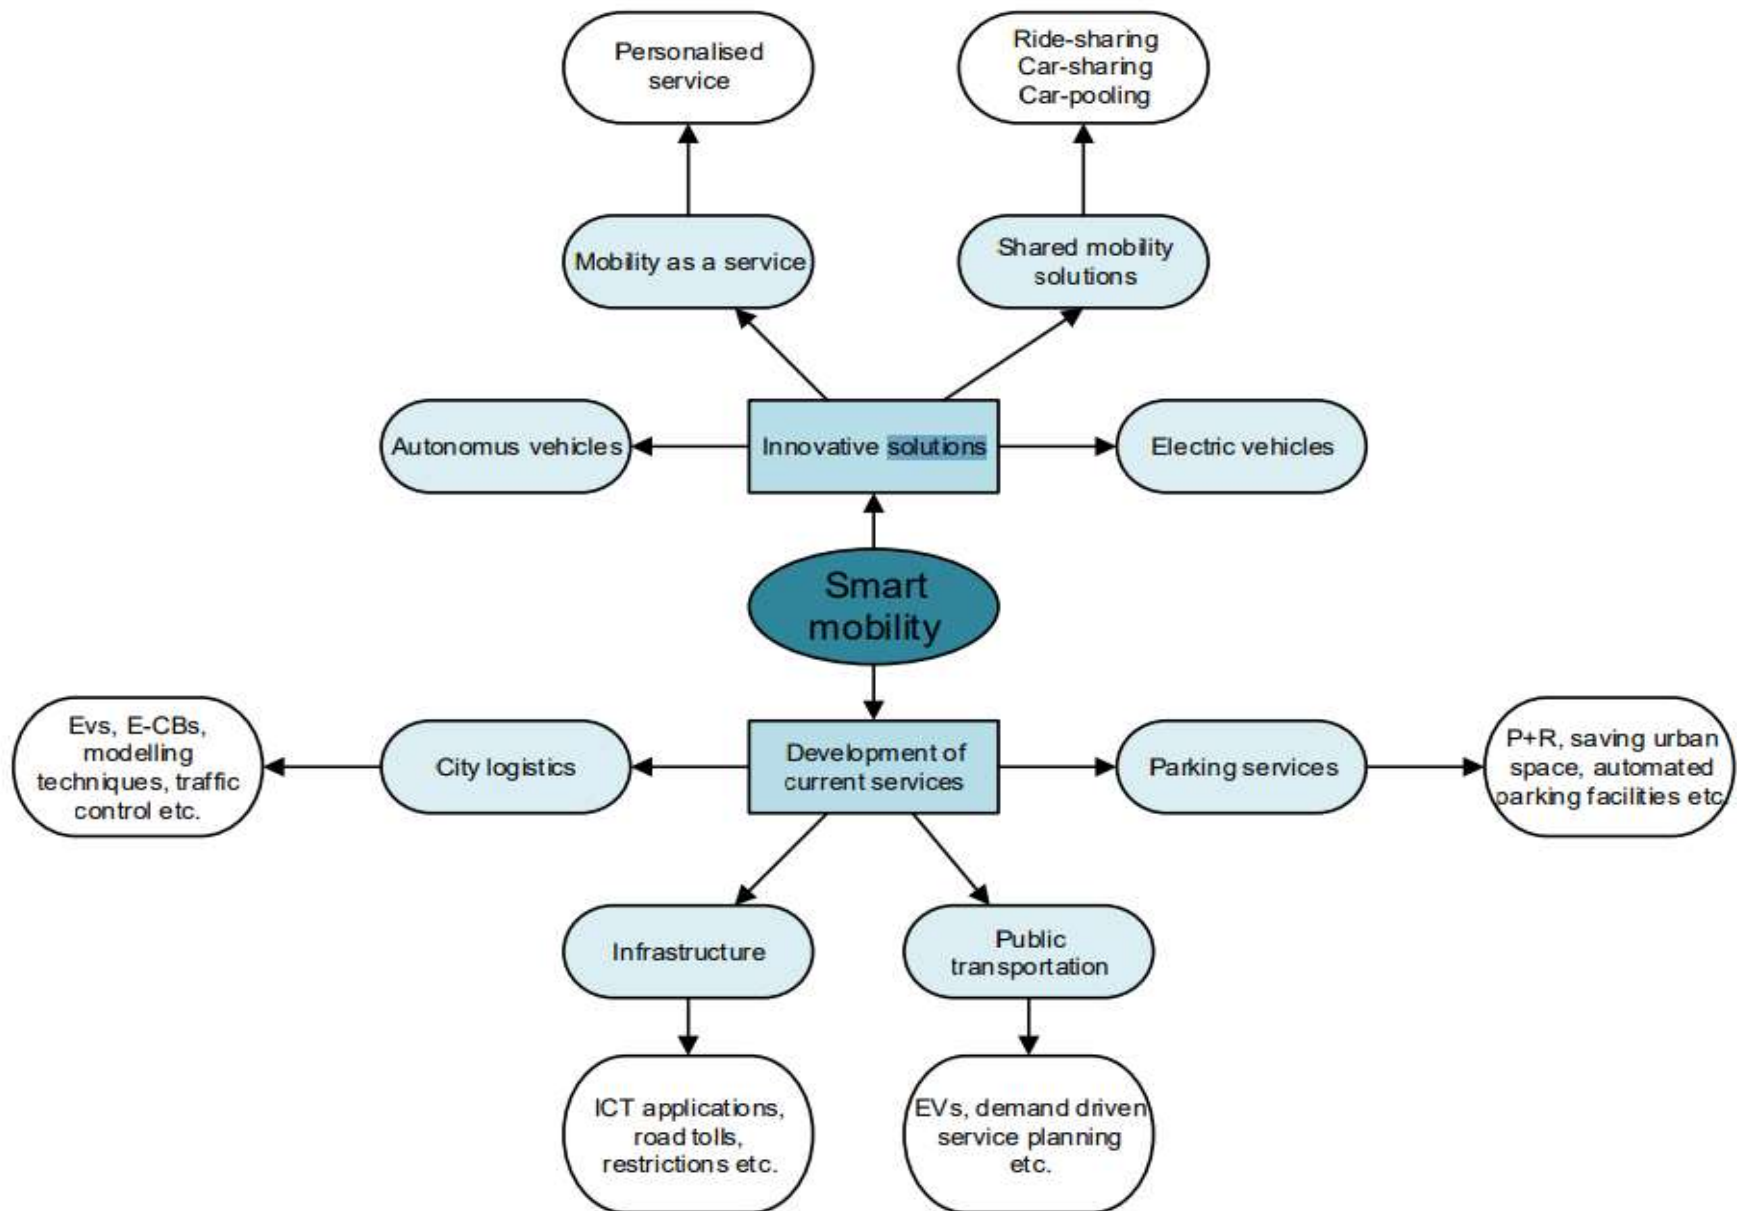 Personalised
service
Ride-sharing
Car-sharing
Car-pooling
Mobility as a service
Shared mobility
solutions
Autonomus vehicles
Innovative solutions
Electric vehicles
Smart
mobility
Evs, E-CBs,
modelling
techniques, traffic
control etc.
City logistics
Development of
current services
Parking services
P+R, saving urban
space, automated
parking facilities etc.
Infrastructure
Public
transportation
ICT applications,
road tolls,
restrictions etc.
EVs, demand driven
service planning
etc.